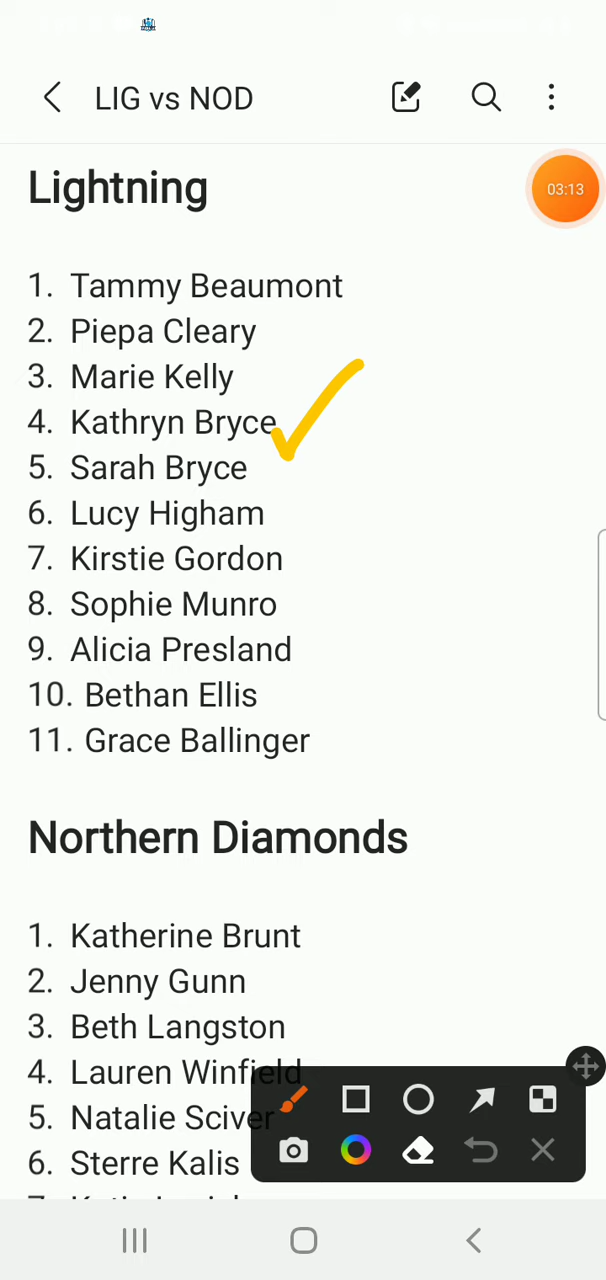 LIG vs NOD
Lightning
03:13
1. Tammy Beaumont
2. Piepa Cleary
3. Marie Kelly
4. Kathryn Bryce
5. Sarah Bryce
6. Lucy Higham
7. Kirstie Gordon
8. Sophie Munro
9. Alicia Presland
10. Bethan Ellis
11. Grace Ballinger
Northern Diamonds
1. Katherine Brunt
2. Jenny Gunn
3. Beth Langston
4. Lauren Winfield
5. Natalie Sciver
6. Sterre Kalis